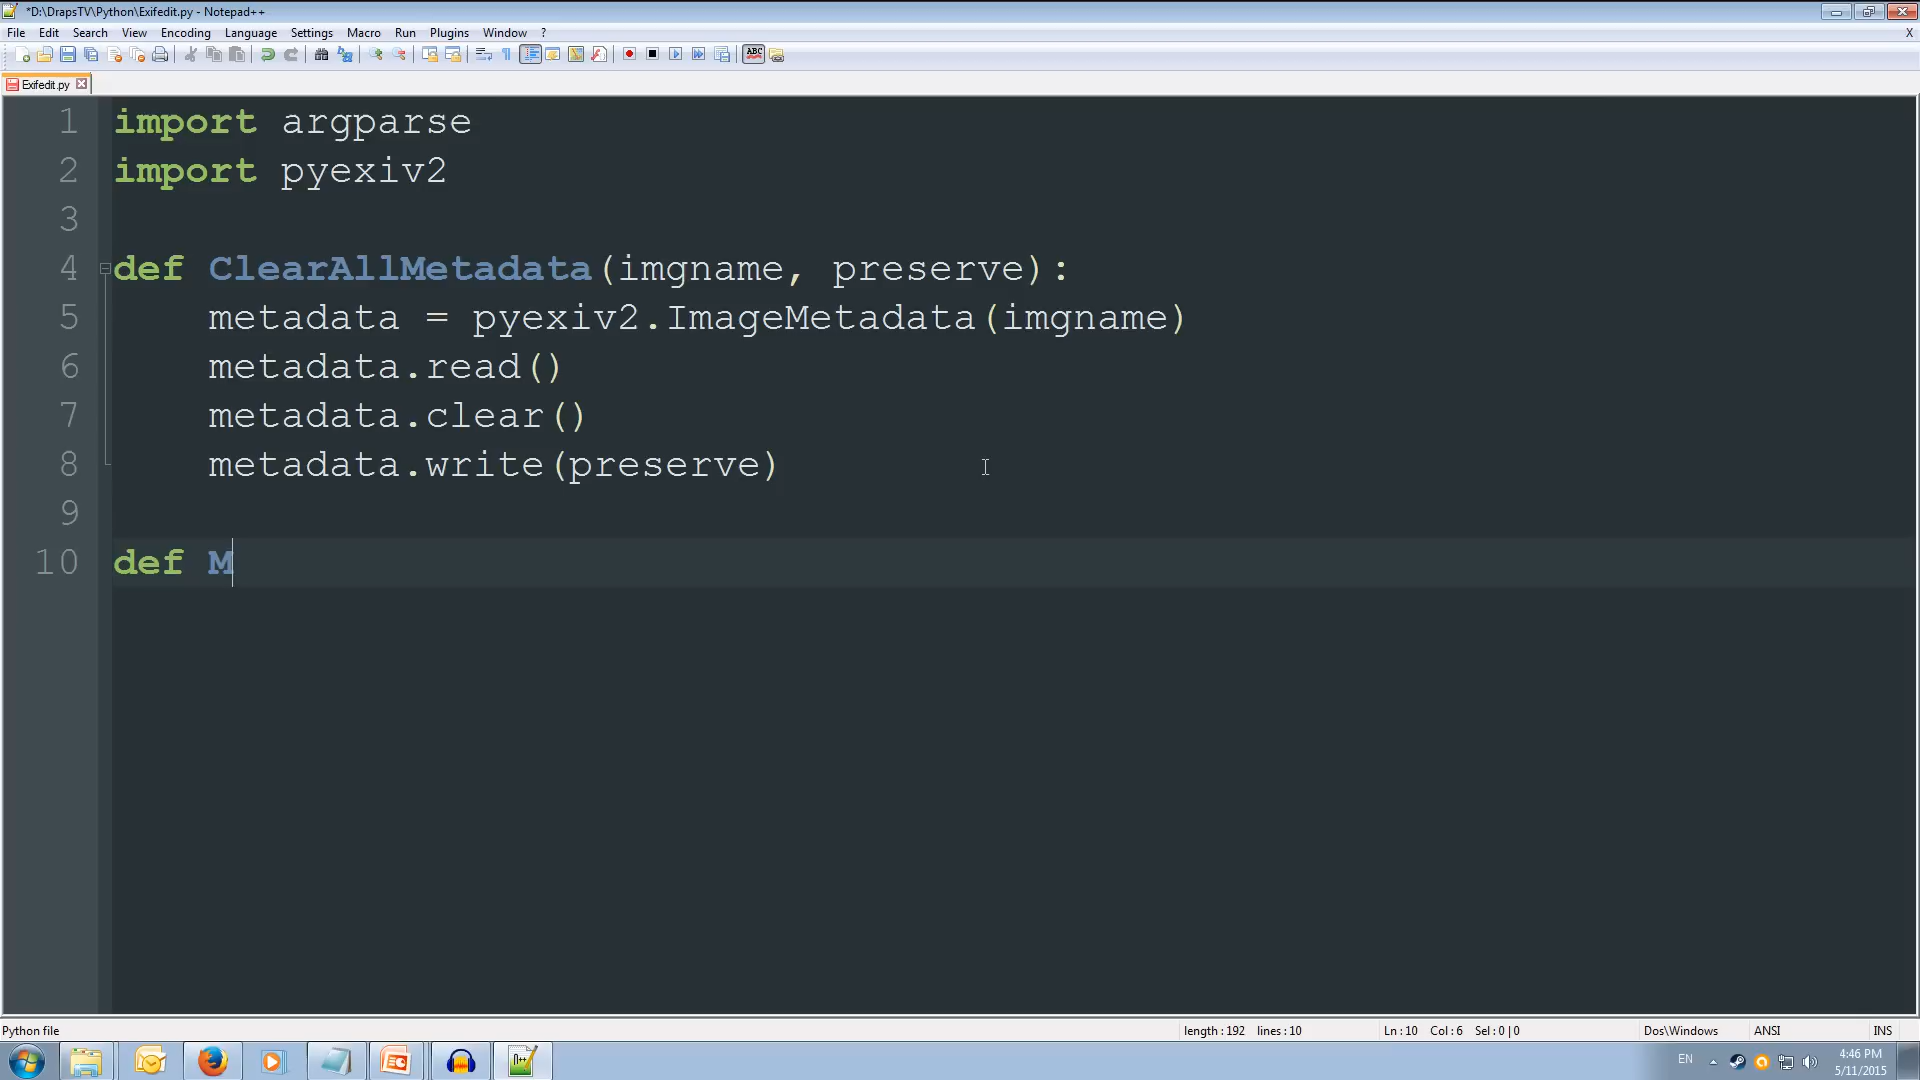 *D:\DrapsTV\Python\Exifedit.py - Notepad++
File Edit Search View Encoding Language Settings Macro Run Plugins Window ? X
ABC
Exifedit.py
1 import argparse
2 import pyexiv2
3
4 def ClearAllMetadata(imgname, preserve):
5 metadata = pyexiv2.ImageMetadata(imgname)
6 metadata.read()
7 metadata.clear()
8 metadata.write(preserve)
9
10 def M
Python file length : 192 lines : 10 Ln : 10 Col : 6 Sel : 0 | 0 Dos\Windows ANSI INS
EN 4:46 PM
5/11/2015